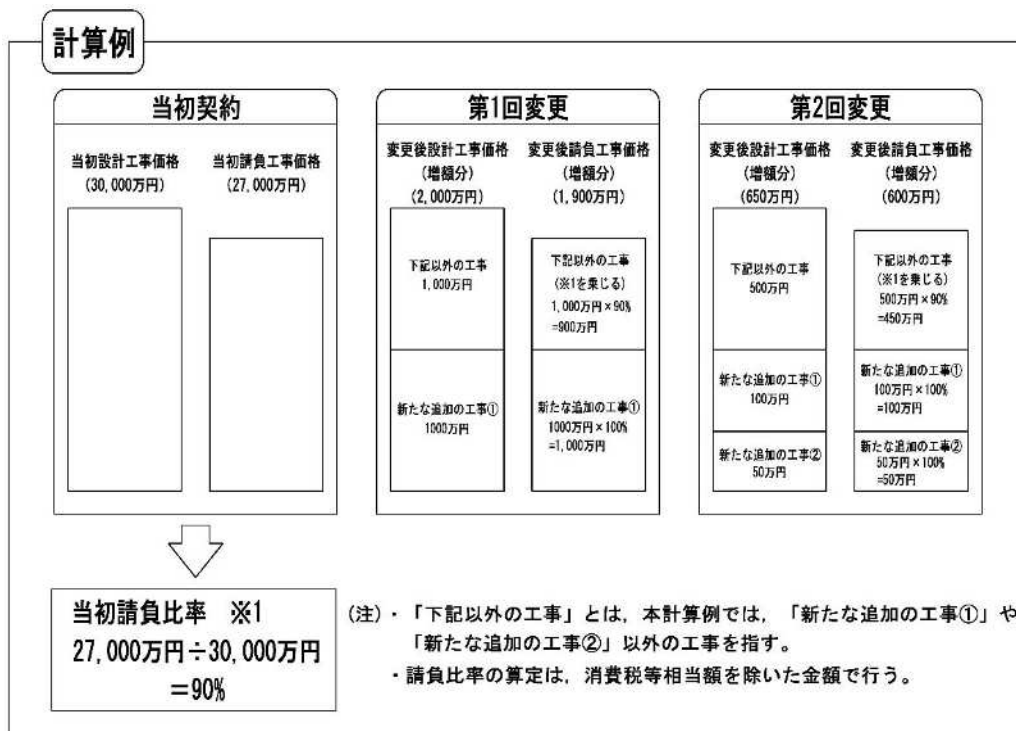 計算例
当初契約
当初設計工事価格
(30,000万円)
当初請負工事価格
(27,000万円)
第1回変更
変更後設計工事価格
(増額分)
(2,000万円)
変更後請負工事価格
(増額分)
(1,900万円)
下記以外の工事
1,000万円
下記以外の工事
(※1を乗じる)
1,000万円×90%
=900万円
新たな追加の工事①
1000万円
新たな追加の工事①
1000万円×100%
=1,000万円
第2回変更
変更後設計工事価格
(増額分)
(650万円)
変更後請負工事価格
(増額分)
(600万円)
下記以外の工事
500万円
下記以外の工事
(※1を乗じる)
500万円×90%
=450万円
新たな追加の工事①
100万円
新たな追加の工事①
100万円×100%
=100万円
新たな追加の工事②
50万円
新たな追加の工事②
50万円×100%
=50万円
当初請負比率 ※1
27,000万円÷30,000万円
=90%
(注)・「下記以外の工事」とは,本計算例では,「新たな追加の工事①」や
「新たな追加の工事②」以外の工事を指す。
・請負比率の算定は,消費税等相当額を除いた金額で行う。